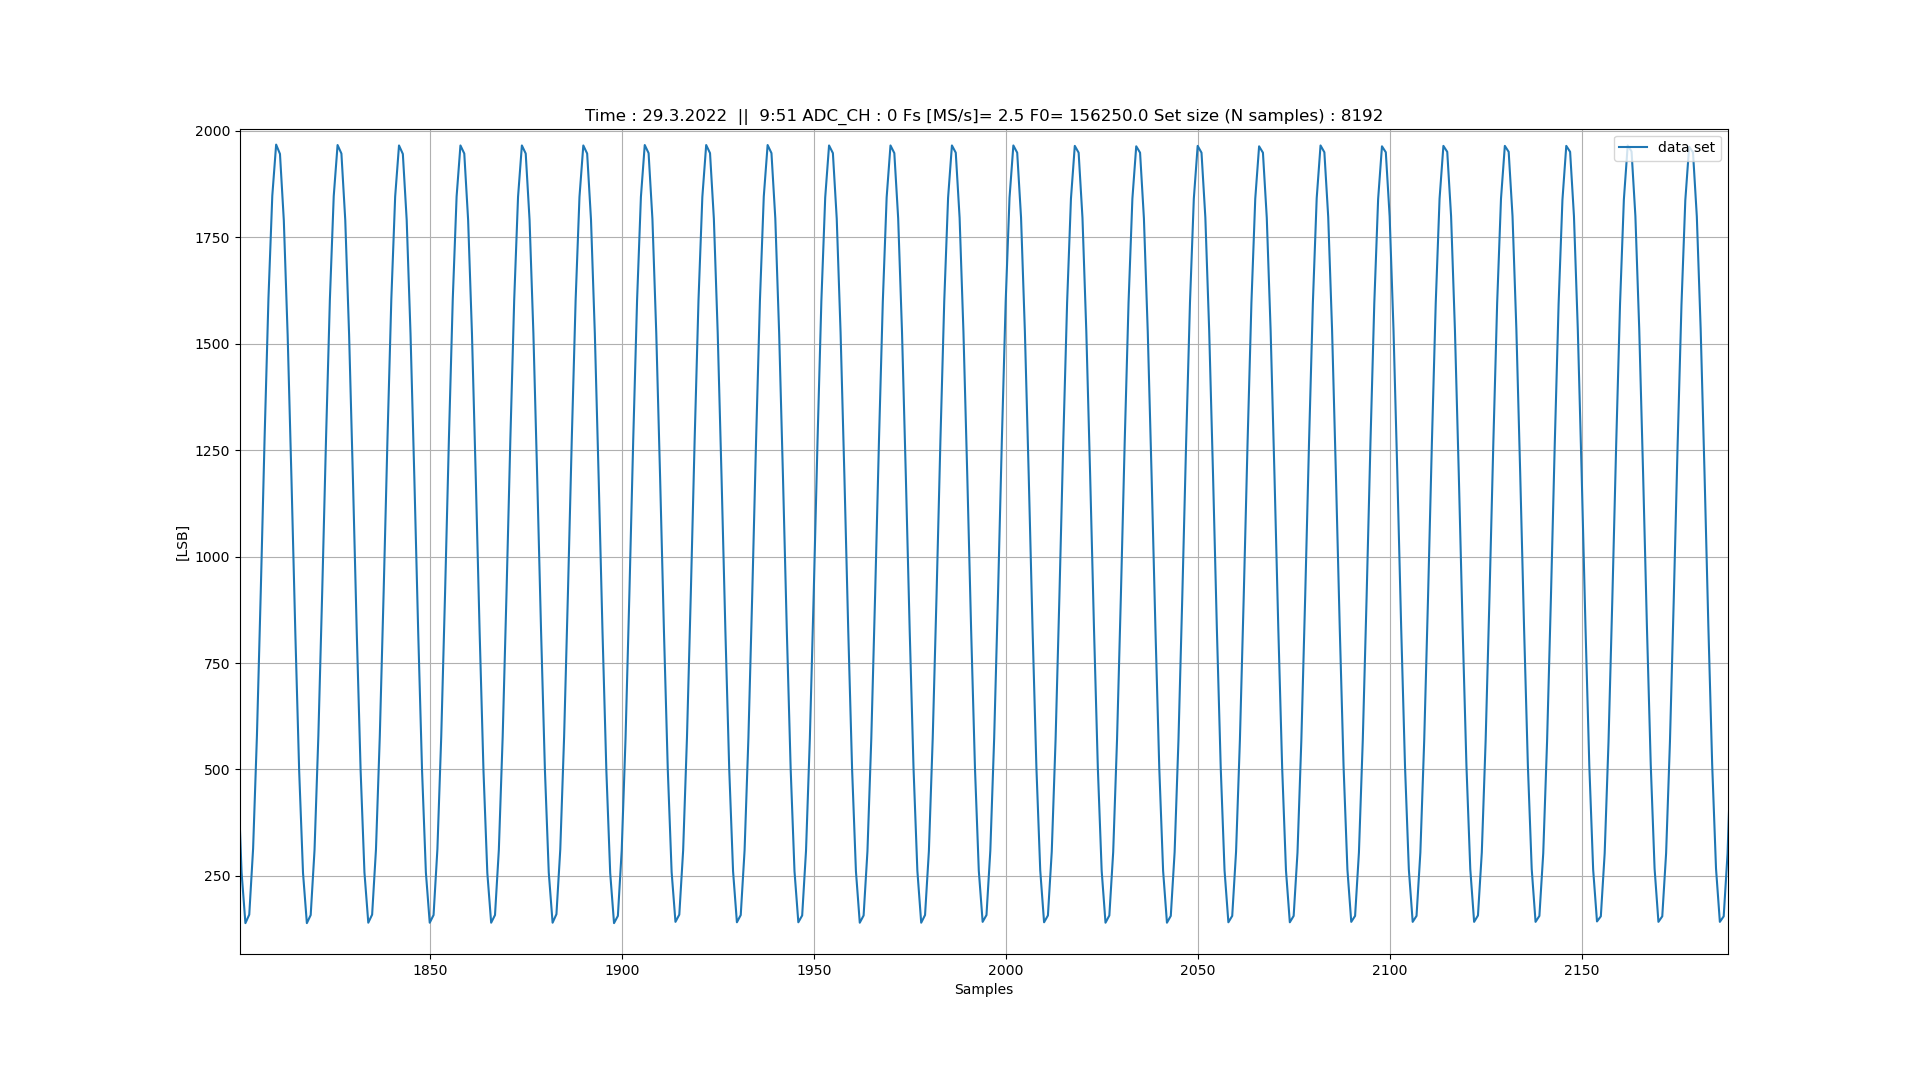 Time : 29.3.2022  ||  9:51 ADC_CH : 0 Fs [MS/s]= 2.5 F0= 156250.0 Set size (N samples) : 8192
data set
2000
1750
1500
1250
1000
750
500
250
[LSB]
1850 1900 1950 2000 2050 2100 2150
Samples